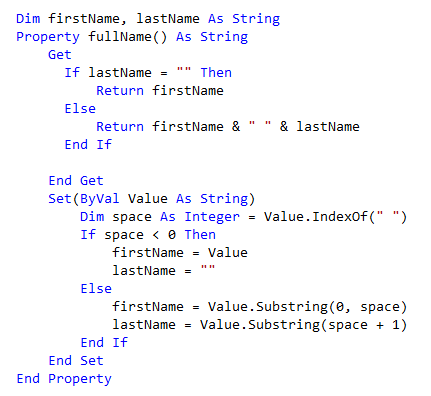 Dim firstName, lastName As String
Property fullName() As String
    Get
      If lastName = "" Then
          Return firstName
      Else
          Return firstName & " " & lastName
      End If

    End Get
    Set(ByVal Value As String)
        Dim space As Integer = Value.IndexOf(" ")
        If space < 0 Then
            firstName = Value
            lastName = ""
        Else
            firstName = Value.Substring(0, space)
            lastName = Value.Substring(space + 1)
        End If
    End Set
End Property